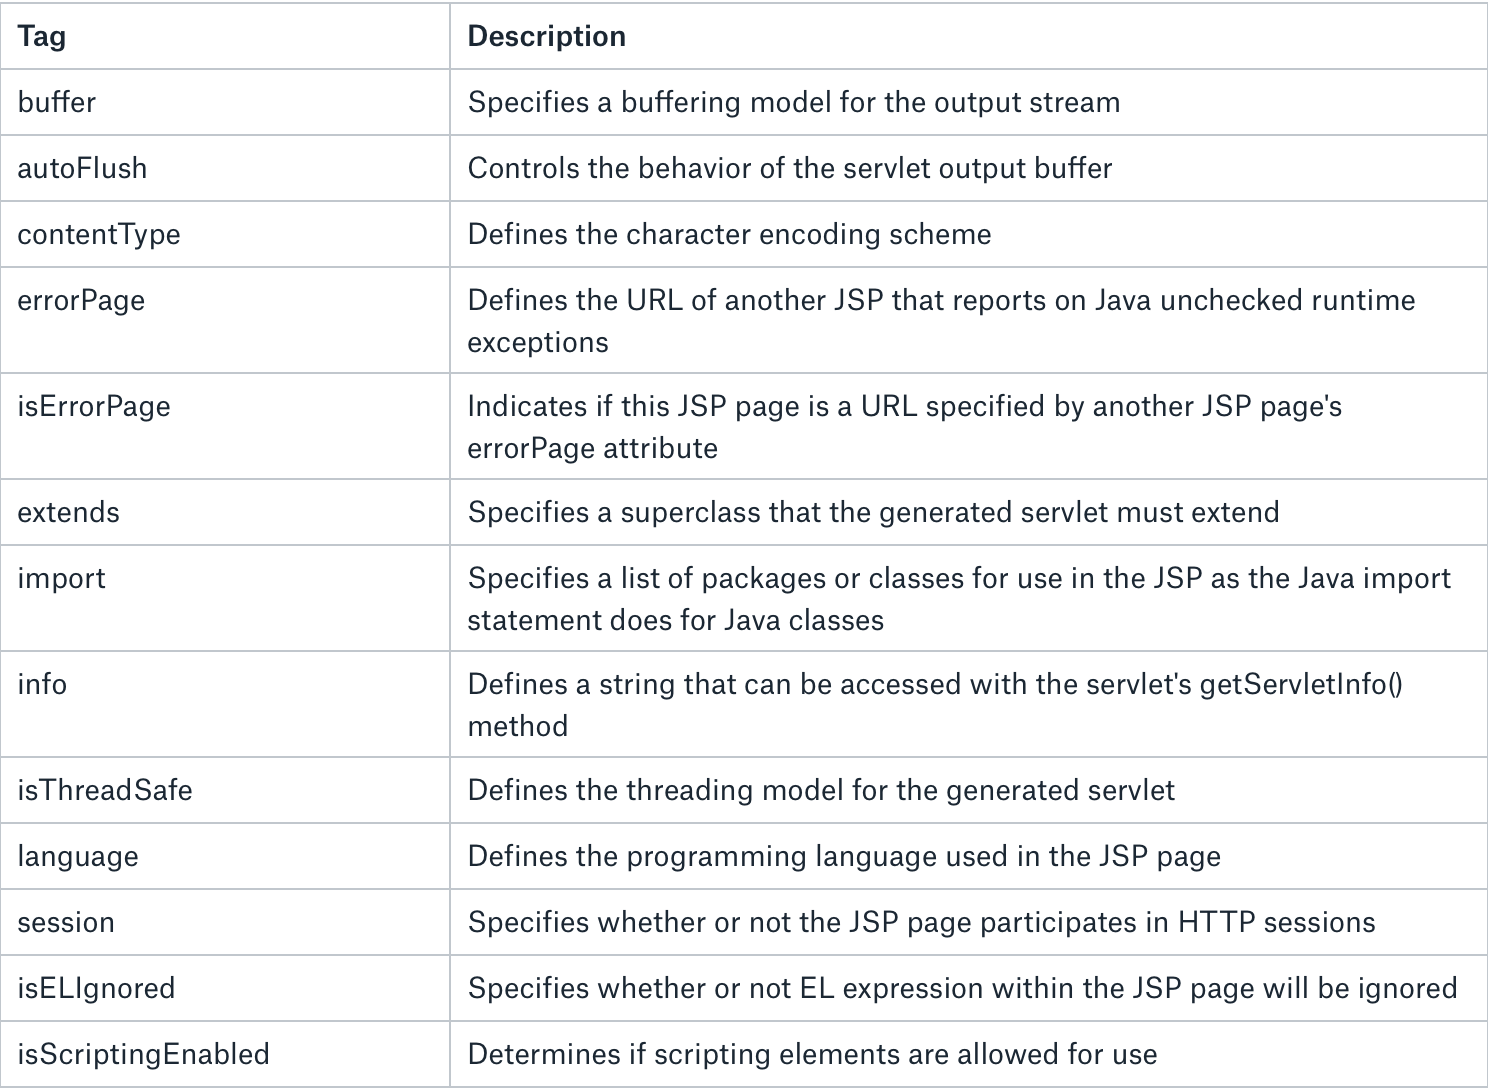 Tag Description
buffer Specifies a buffering model for the output stream
autoFlush Controls the behavior of the servlet output buffer
contentType Defines the character encoding scheme
errorPage Defines the URL of another JSP that reports on Java unchecked runtime
exceptions
isErrorPage Indicates if this JSP page is a URL specified by another JSP page's
errorPage attribute
extends Specifies a superclass that the generated servlet must extend
import Specifies a list of packages or classes for use in the JSP as the Java import
statement does for Java classes
info Defines a string that can be accessed with the servlet's getServletInfo()
method
isThreadSafe Defines the threading model for the generated servlet
language Defines the programming language used in the JSP page
session Specifies whether or not the JSP page participates in HTTP sessions
isELIgnored Specifies whether or not EL expression within the JSP page will be ignored
isScriptingEnabled Determines if scripting elements are allowed for use